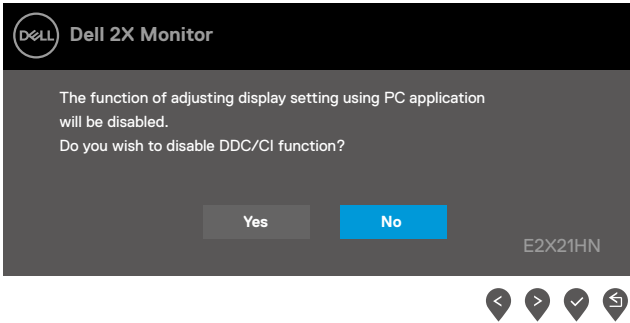 DELL
Dell 2X Monitor
The function of adjusting display setting using PC application
will be disabled.
Do you wish to disable DDC/CI function?
Yes
No
E2X21HN